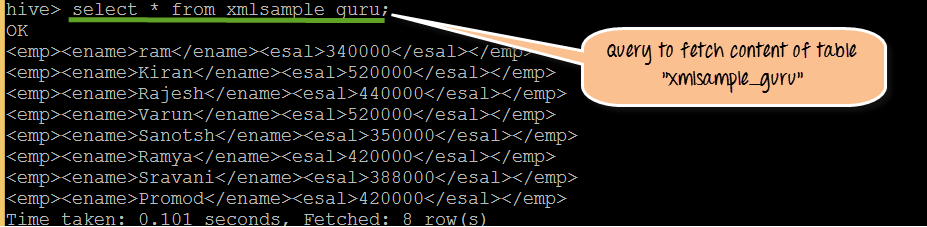 hive> select * from xmlsample_guru;
OK
<emp><ename>ram</ename><esal>340000</esal></emp>
<emp><ename>Kiran</ename><esal>520000</esal></emp>
<emp><ename>Rajesh</ename><esal>440000</esal></emp>
<emp><ename>Varun</ename><esal>520000</esal></emp>
<emp><ename>Sanotsh</ename><esal>350000</esal></emp>
<emp><ename>Ramya</ename><esal>420000</esal></emp>
<emp><ename>Sravani</ename><esal>388000</esal></emp>
<emp><ename>Promod</ename><esal>420000</esal></emp>
Time taken: 0.101 seconds, Fetched: 8 row(s)
Query to fetch content of table
"xmlsample_guru"